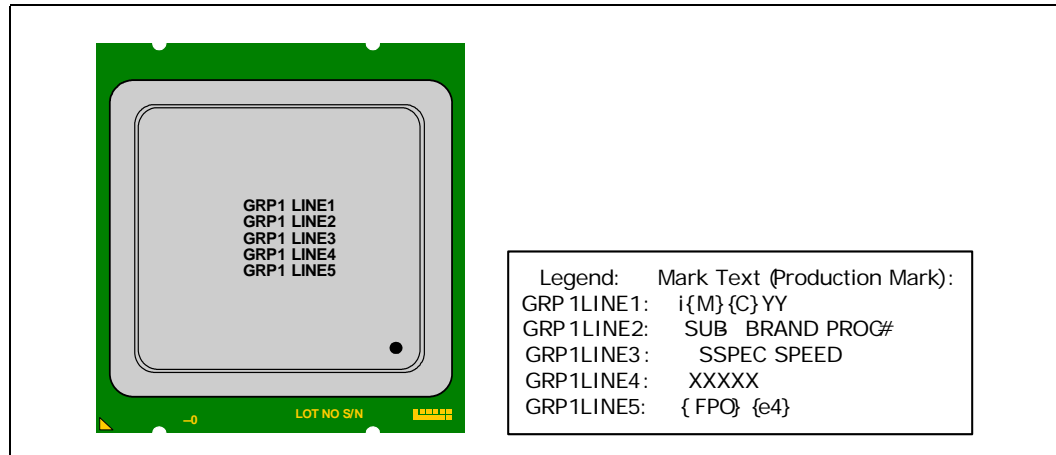 GRP1 LINE1
GRP1 LINE2
GRP1 LINE3
GRP1 LINE4
GRP1 LINE5
–0 LOT NO S/N
Legend: Mark Text (Production Mark):
GRP1LINE1: i{M}{C}YY
GRP1LINE2: SUB BRAND PROC#
GRP1LINE3: SSPEC SPEED
GRP1LINE4: XXXXX
GRP1LINE5: {FPO} {e4}